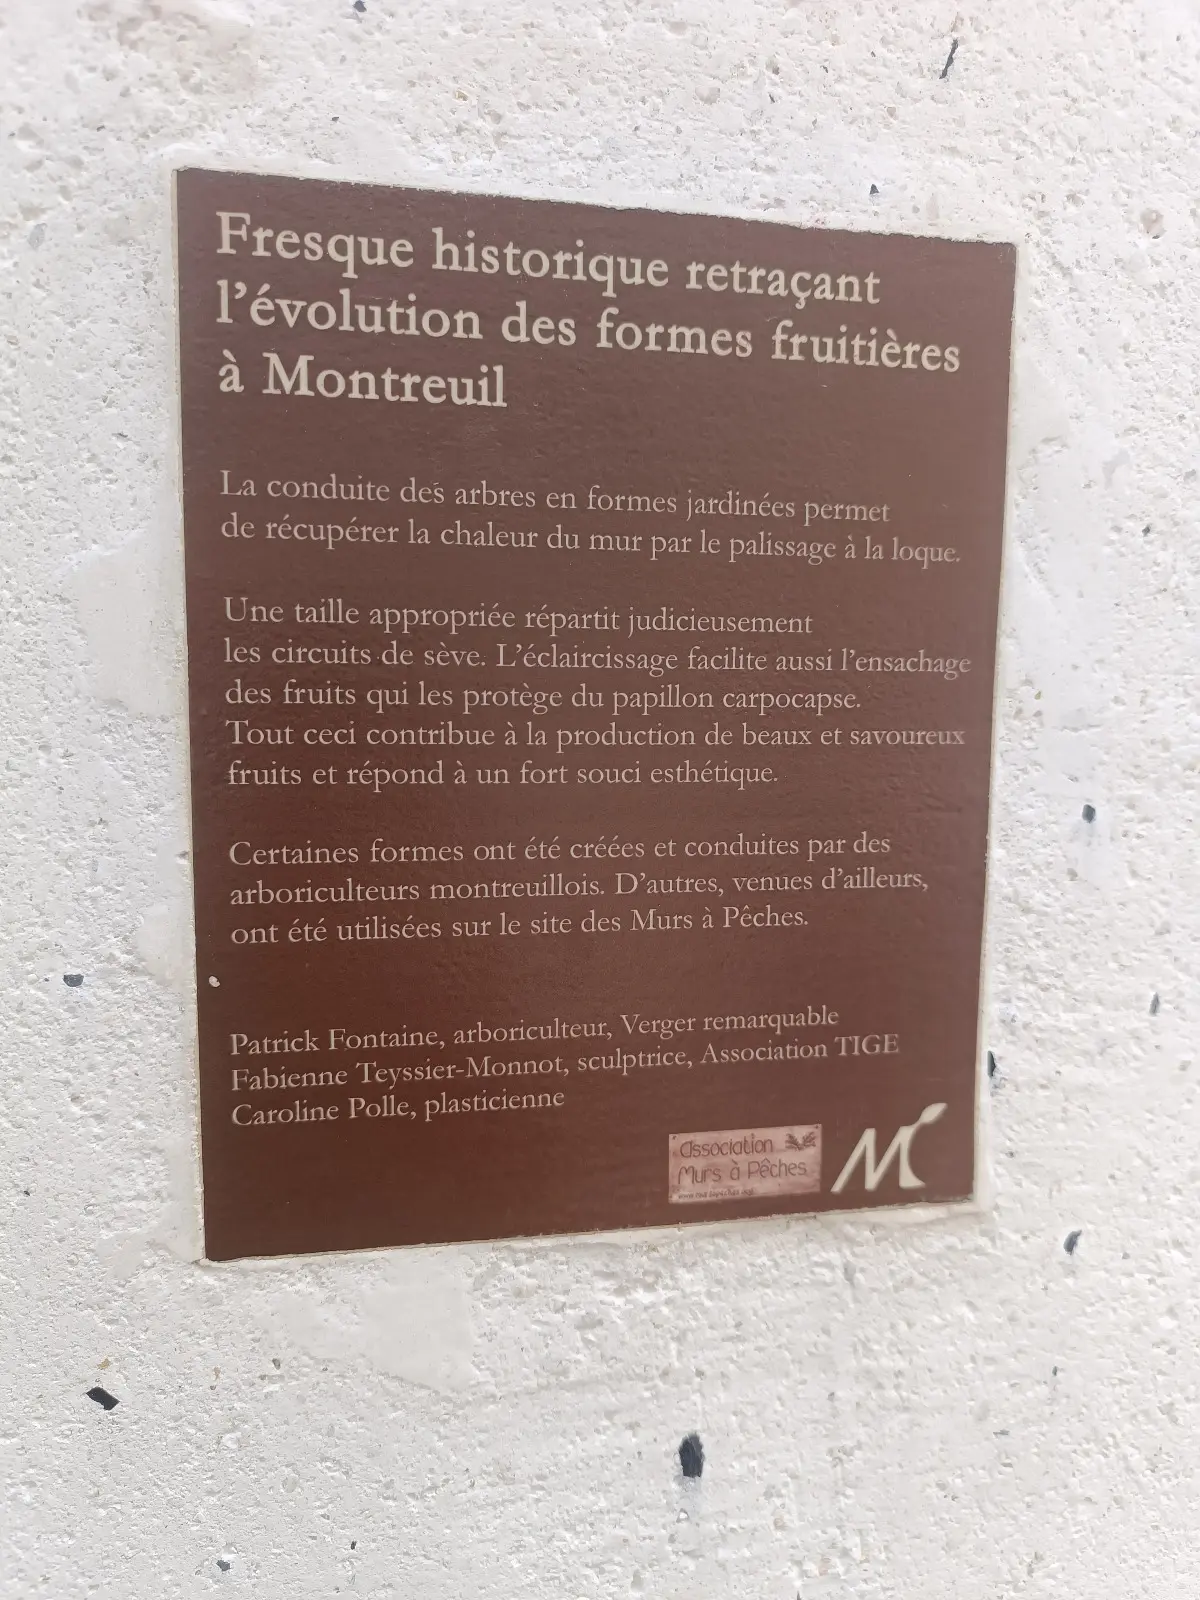 Fresque historique retraçant
l'évolution des formes fruitières
à Montreuil
La conduite des arbres en formes jardinées permet
de récupérer la chaleur du mur par le palissage à la loque.
Une taille appropriée répartit judicieusement
les circuits de sève. L'éclaircissage facilite aussi l'ensachage
des fruits qui les protège du papillon carpocapse.
Tout ceci contribue à la production de beaux et savoureux
fruits et répond à un fort souci esthétique.
Certaines formes ont été créées et conduites par des
arboriculteurs montreuillois. D'autres, venues d'ailleurs,
ont été utilisées sur le site des Murs à Pêches.
Patrick Fontaine, arboriculteur, Verger remarquable
Fabienne Teyssier-Monnot, sculptrice, Association TIGE
Caroline Polle, plasticienne
Association
Murs à Pêches
M